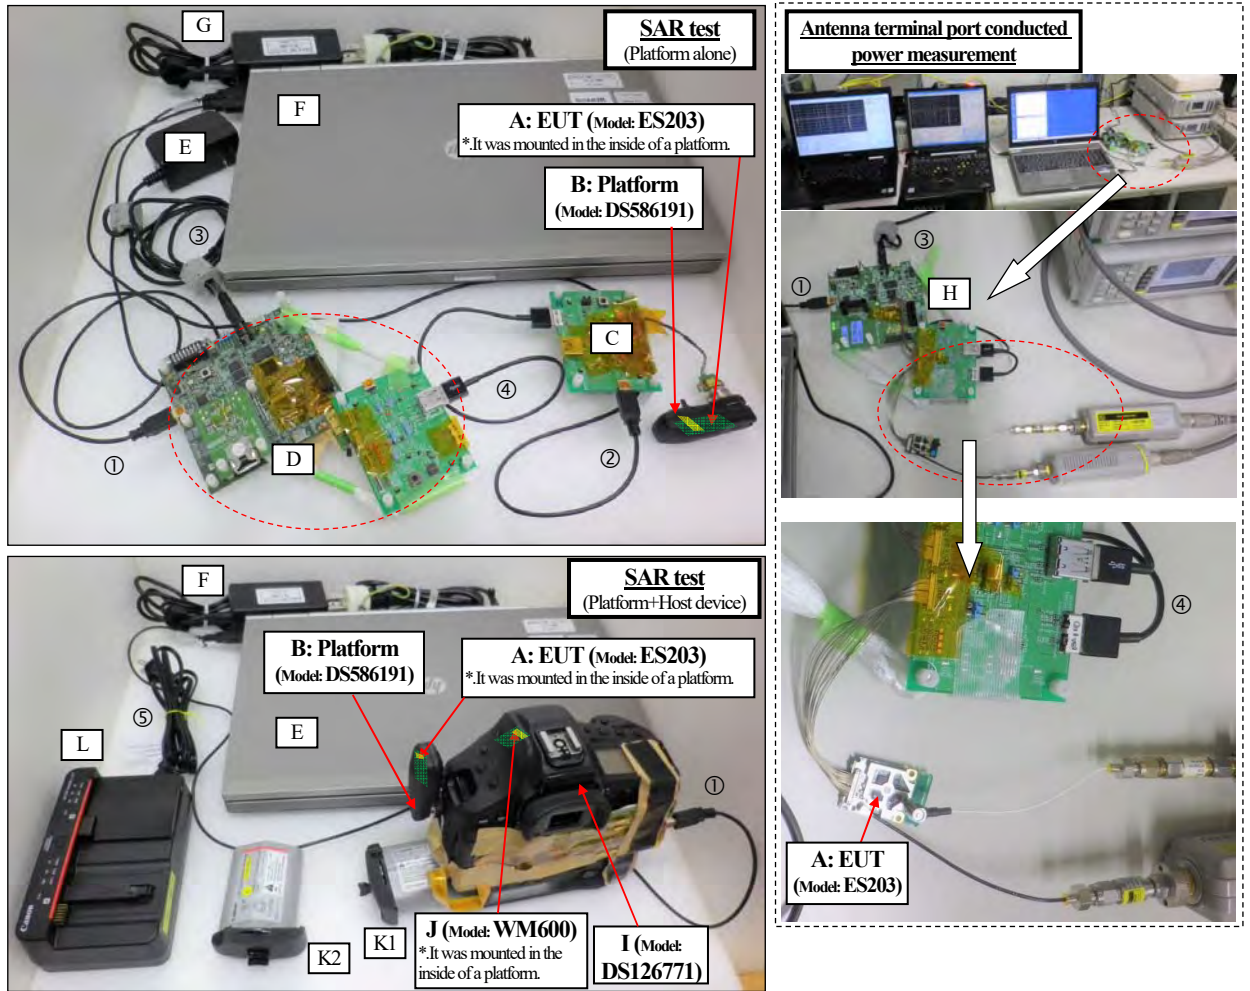 G
SAR test
(Platform alone)
F
A: EUT (Model: ES203)
*.It was mounted in the inside of a platform.
E
B: Platform
(Model: DS586191)
③
C
④
D
①
②
F
SAR test
(Platform+Host device)
B: Platform
(Model: DS586191)
A: EUT (Model: ES203)
*.It was mounted in the inside of a platform.
⑤
L
E
①
Canon
K2
K1
J (Model: WM600)
*.It was mounted in the
inside of a platform.
I (Model:
DS126771)
Antenna terminal port conducted
power measurement
③
①
H
④
A: EUT
(Model: ES203)